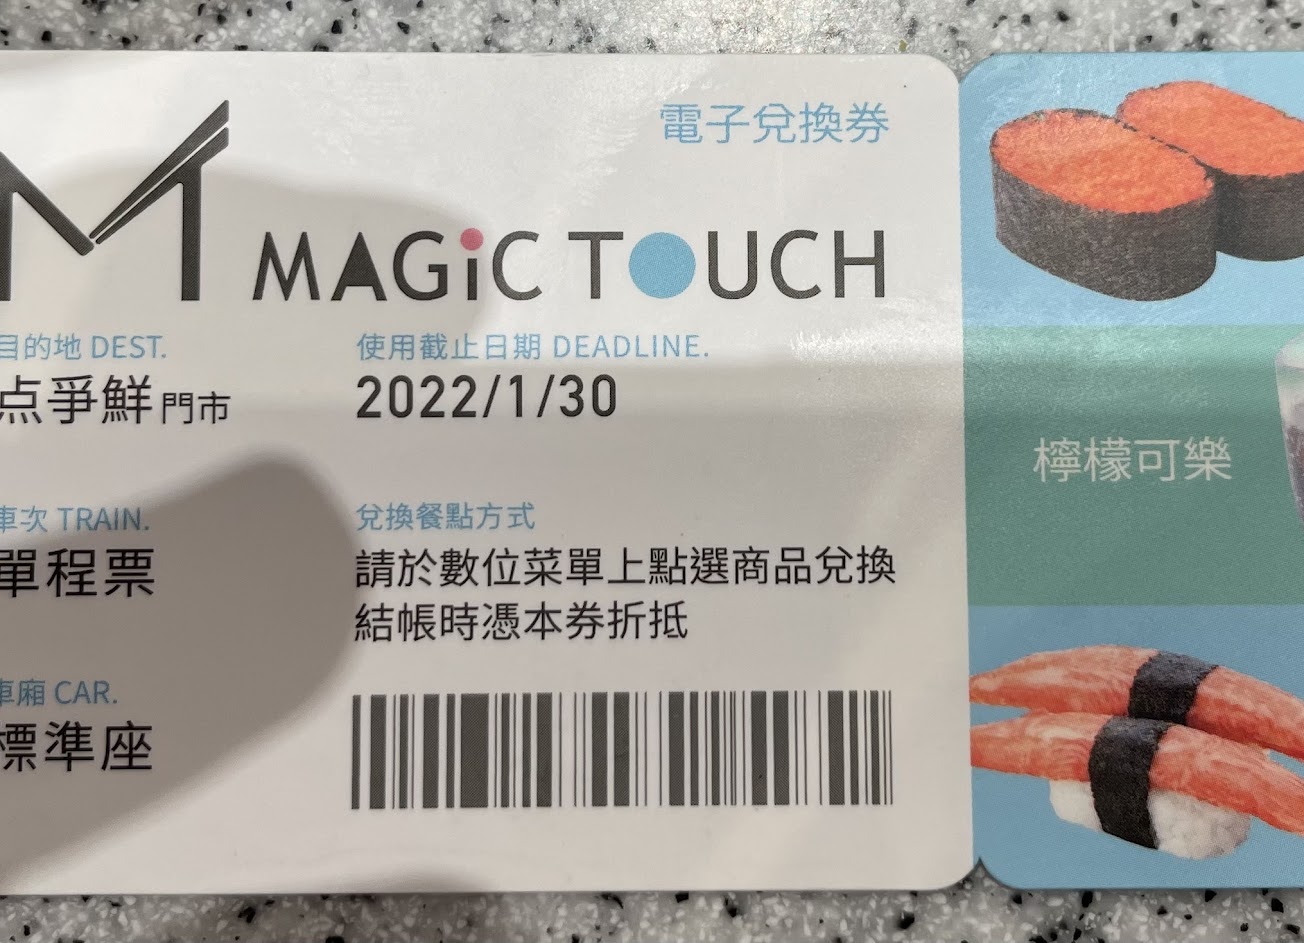 電子兌換券
MAGiC TOUCH
目的地 DEST.
点爭鮮門市
使用截止日期 DEADLINE.
2022/1/30
車次 TRAIN.
單程票
兌換餐點方式
請於數位菜單上點選商品兌換
結帳時憑本券折抵
車廂 CAR.
標準座
檸檬可樂